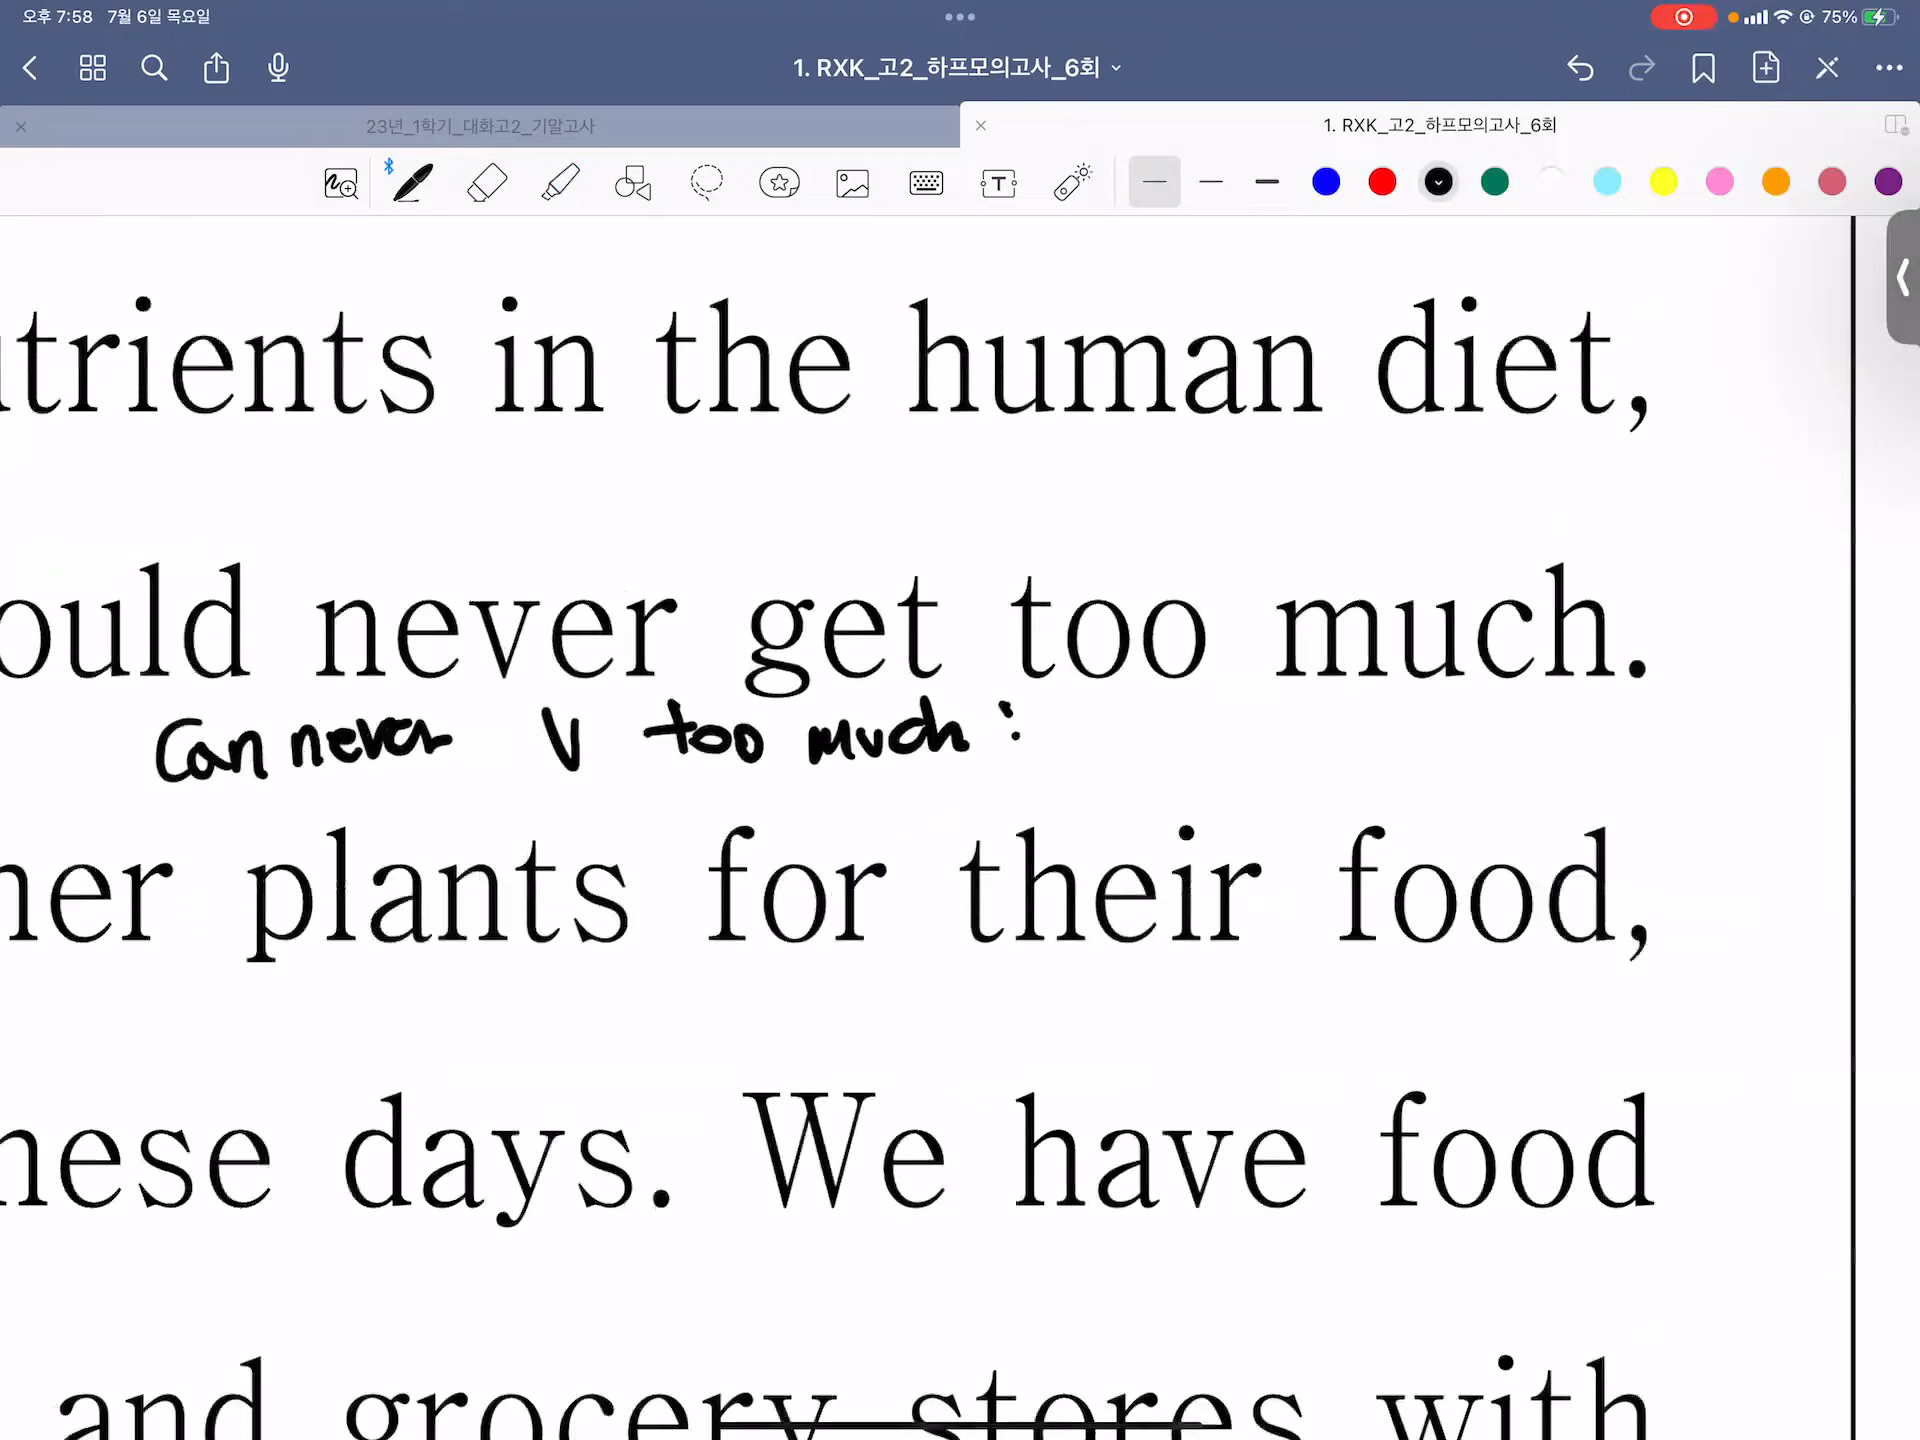 오후 7:58 7월 6일 목요일
75%
1. RXK_고2_하프모의고사_6회
23년_1학기_대화고2_기말고사
1. RXK_고2_하프모의고사_6회
T
trients in the human diet,
ould never get too much.
can never V too much :
her plants for their food,
hese days. We have food
and grocery stores with